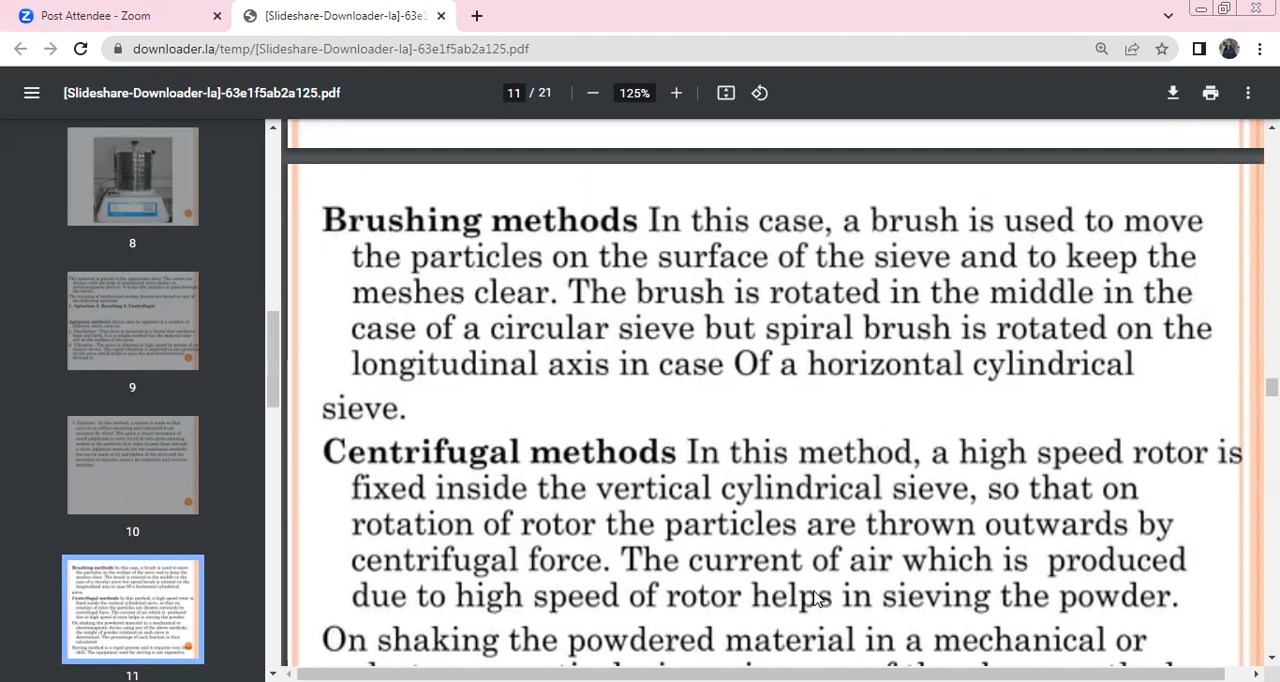 Post Attendee - Zoom
[Slideshare-Downloader-la]-63e1
downloader.la/temp/[Slideshare-Downloader-la]-63e1f5ab2a125.pdf
[Slideshare-Downloader-la]-63e1f5ab2a125.pdf
11 / 21
125%
8
9
10
11
Brushing methods In this case, a brush is used to move
the particles on the surface of the sieve and to keep the
meshes clear. The brush is rotated in the middle in the
case of a circular sieve but spiral brush is rotated on the
longitudinal axis in case Of a horizontal cylindrical
sieve.
Centrifugal methods In this method, a high speed rotor is
fixed inside the vertical cylindrical sieve, so that on
rotation of rotor the particles are thrown outwards by
centrifugal force. The current of air which is produced
due to high speed of rotor helps in sieving the powder.
On shaking the powdered material in a mechanical or